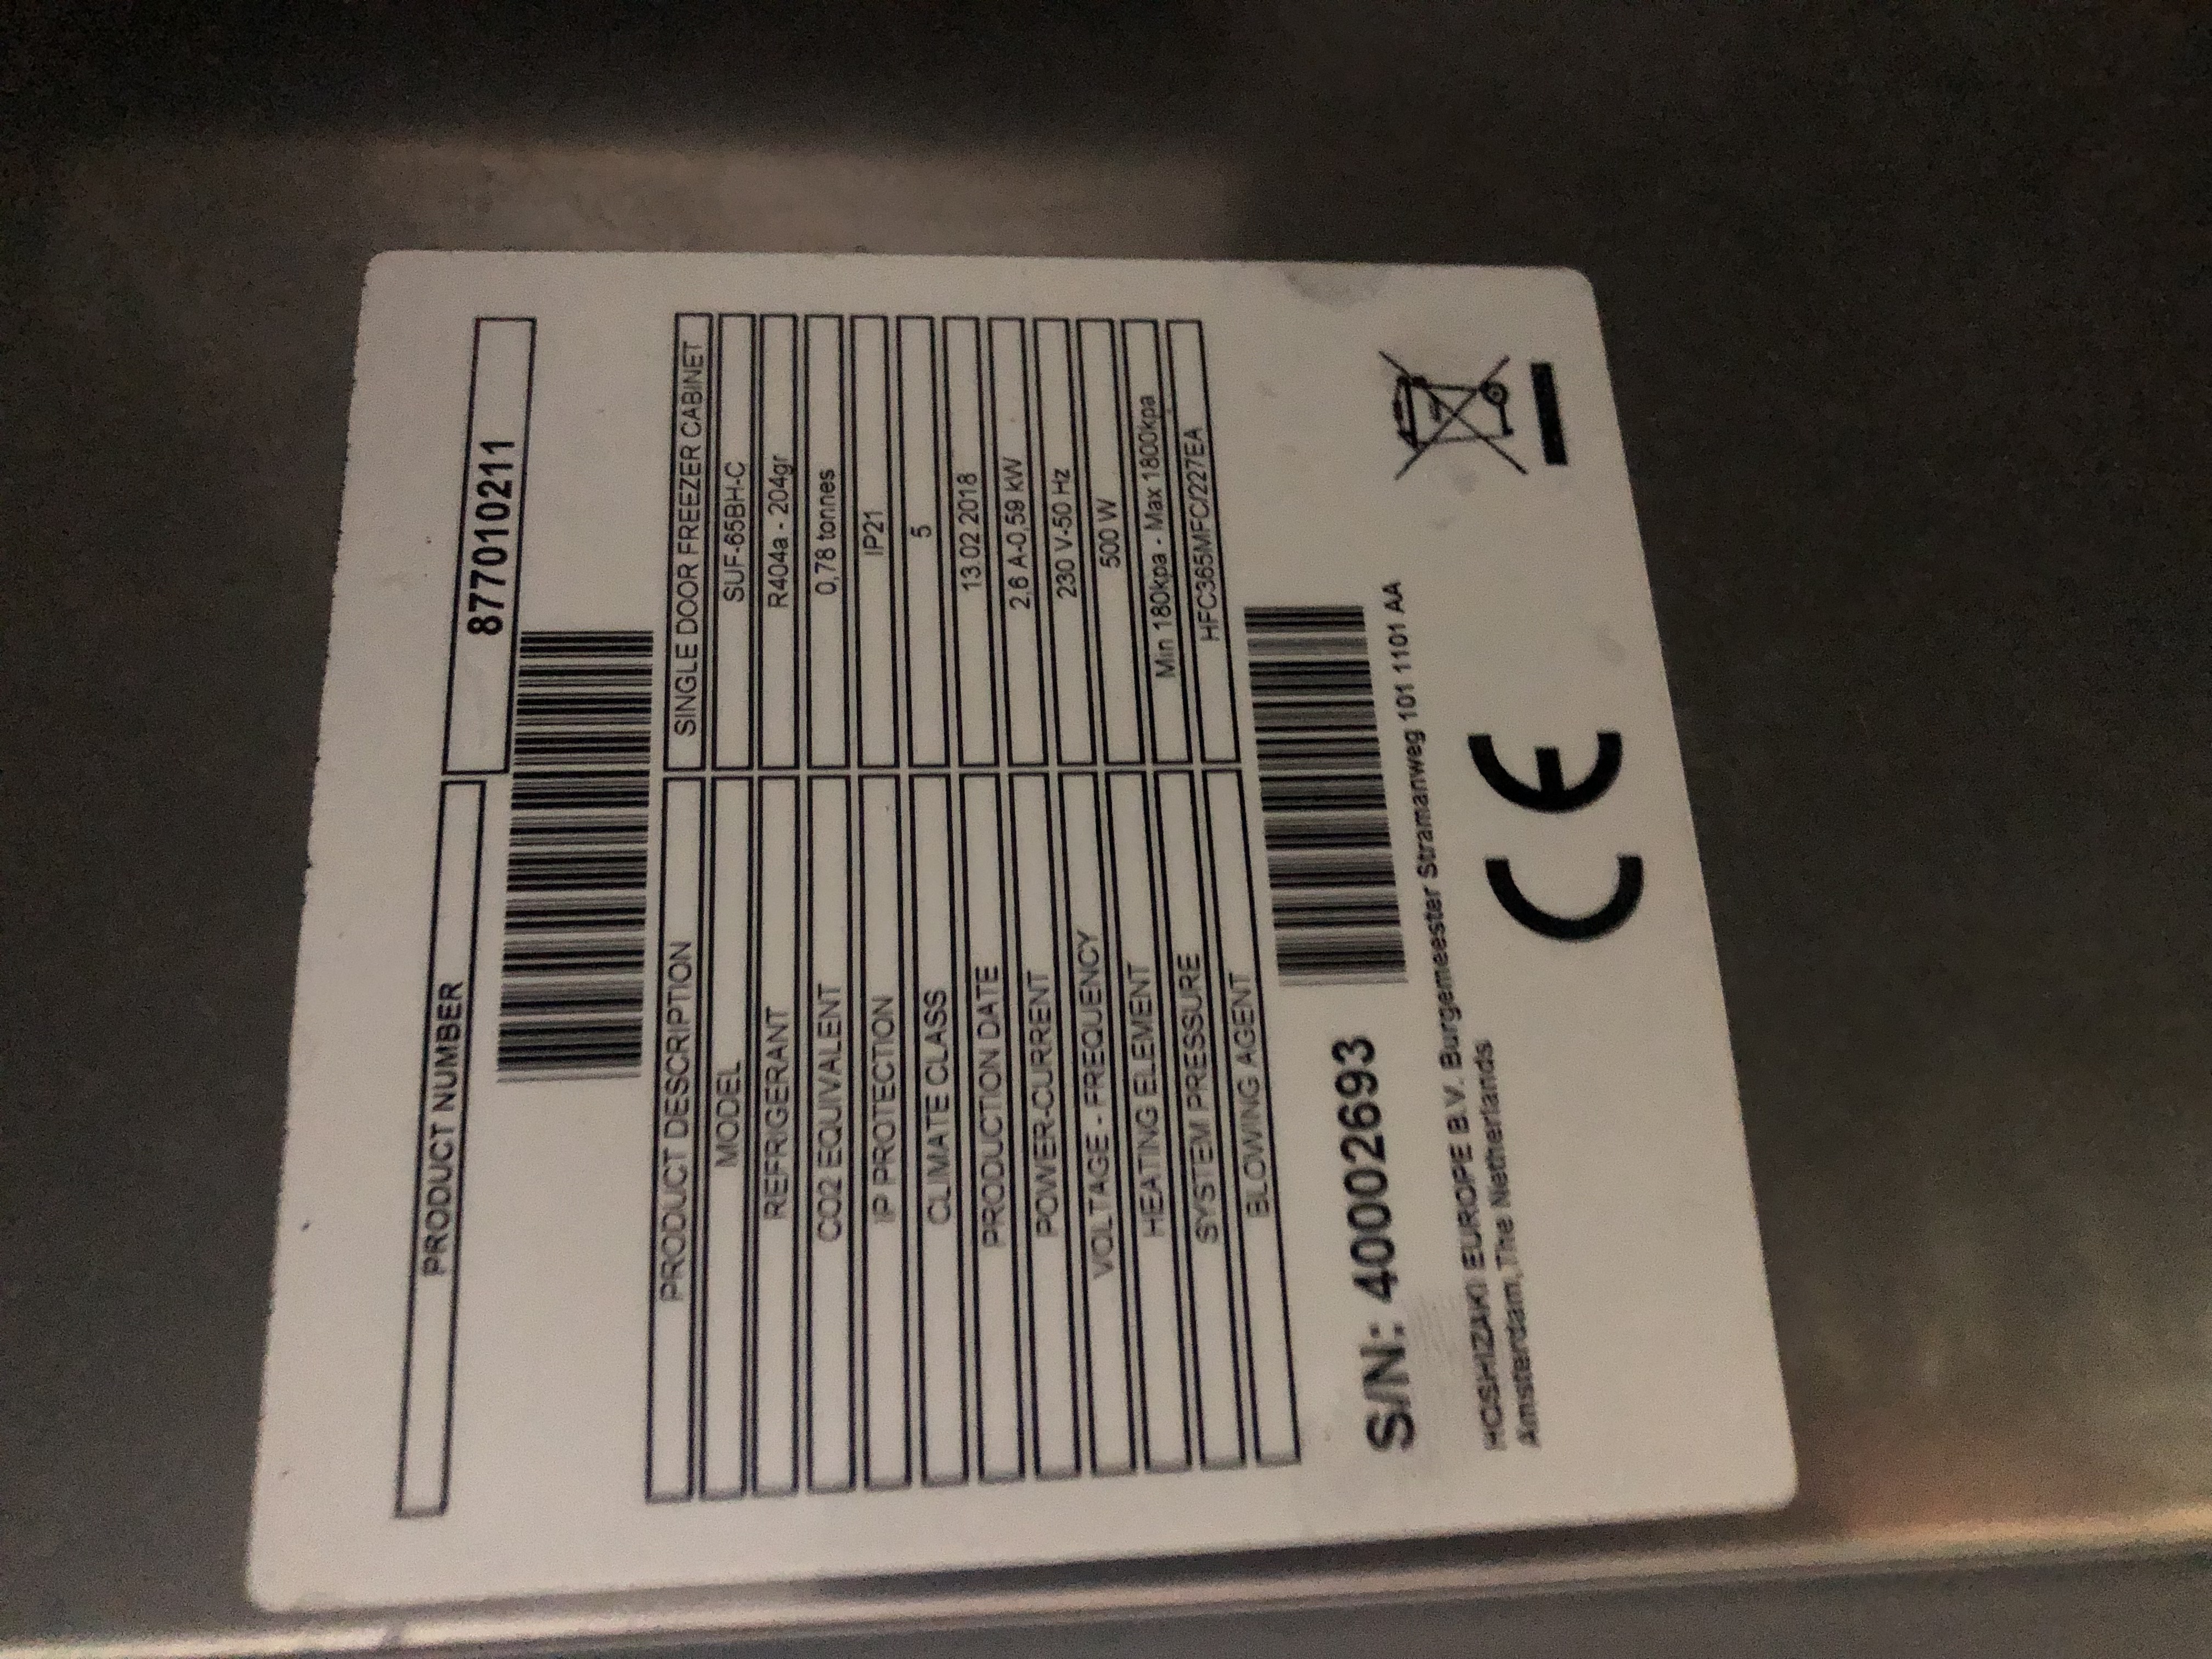 PRODUCT NUMBER 877010211
PRODUCT DESCRIPTION SINGLE DOOR FREEZER CABINET
MODEL SUF-65BH-C
REFRIGERANT R404a - 204gr
CO2 EQUIVALENT 0,78 tonnes
IP PROTECTION IP21
CLIMATE CLASS 5
PRODUCTION DATE 13.02.2018
POWER-CURRENT 2,6 A-0,59 kW
VOLTAGE - FREQUENCY 230 V-50 Hz
HEATING ELEMENT 500 W
SYSTEM PRESSURE Min 180kpa - Max 1800kpa
BLOWING AGENT HFC365MFC/227EA
S/N: 40002693
HOSHIZAKI EUROPE B.V. Burgemeester Stramanweg 101 1101 AA
Amsterdam,The Netherlands
CE